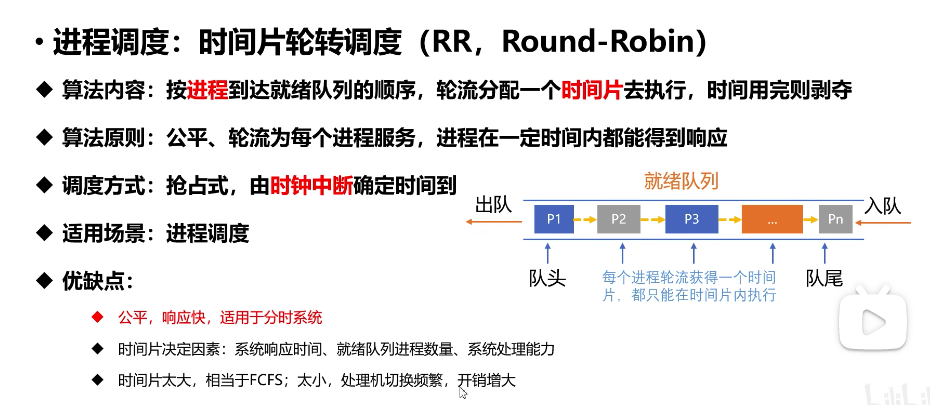 • 进程调度：时间片轮转调度（RR，Round-Robin）
◆ 算法内容：按进程到达就绪队列的顺序，轮流分配一个时间片去执行，时间用完则剥夺
◆ 算法原则：公平、轮流为每个进程服务，进程在一定时间内都能得到响应
◆ 调度方式：抢占式，由时钟中断确定时间到
就绪队列
出队
P1
P2
P3
...
Pn
入队
◆ 适用场景：进程调度
队头
每个进程轮流获得一个时间
片，都只能在时间片内执行
队尾
◆ 优缺点：
◆ 公平，响应快，适用于分时系统
◆ 时间片决定因素：系统响应时间、就绪队列进程数量、系统处理能力
◆ 时间片太大，相当于FCFS；太小，处理机切换频繁，开销增大